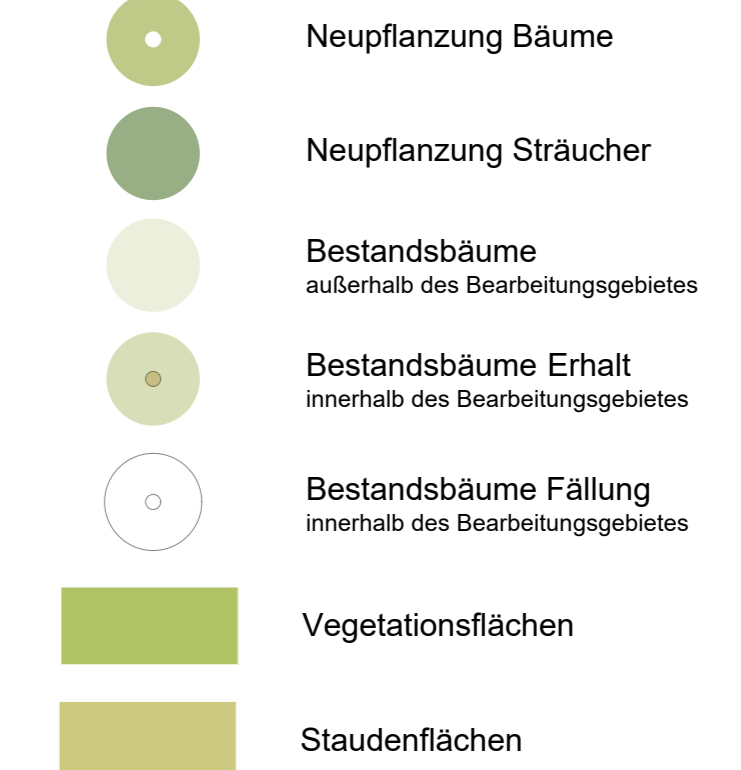 Neupflanzung Bäume
Neupflanzung Sträucher
Bestandsbäume
außerhalb des Bearbeitungsgebietes
Bestandsbäume Erhalt
innerhalb des Bearbeitungsgebietes
Bestandsbäume Fällung
innerhalb des Bearbeitungsgebietes
Vegetationsflächen
Staudenflächen